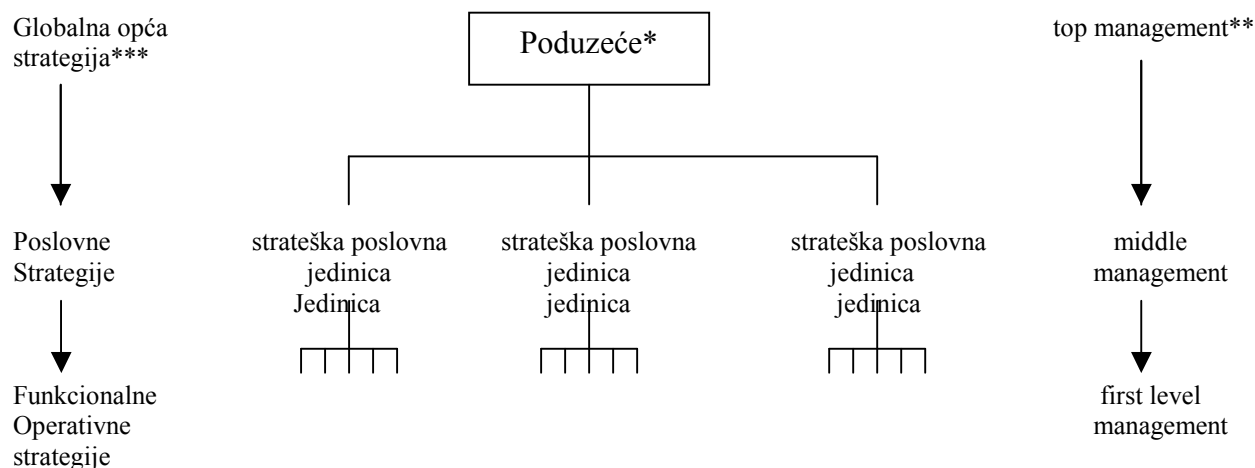 Globalna opća
strategija***
Poduzeće*
top management**
Poslovne
Strategije
strateška poslovna
jedinica
Jedinica
strateška poslovna
jedinica
jedinica
strateška poslovna
jedinica
jedinica
middle
management
Funkcionalne
Operativne
strategije
first level
management